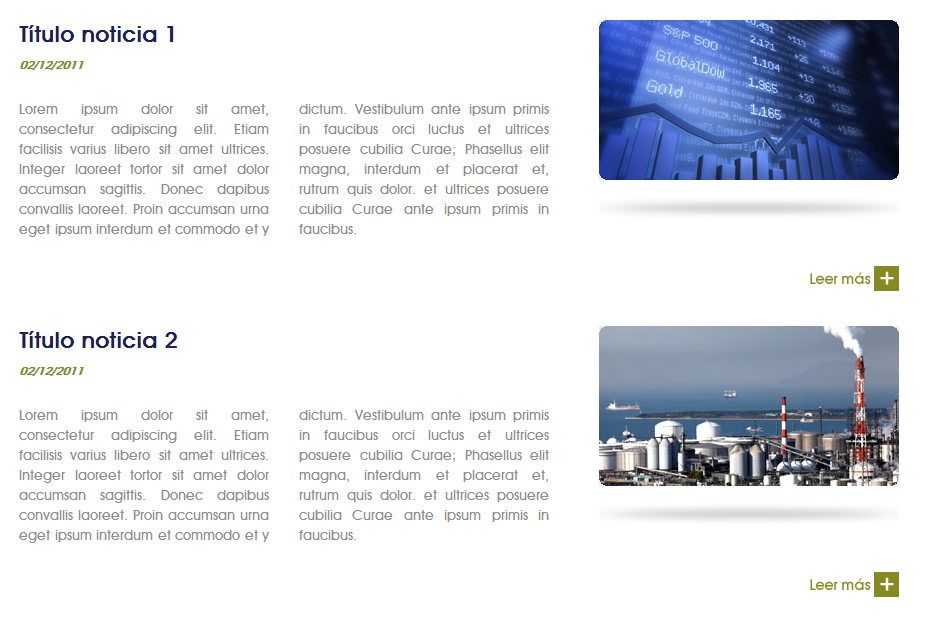 Título noticia 1
02/12/2011
Lorem ipsum dolor sit amet,
consectetur adipiscing elit. Etiam
facilisis varius libero sit amet ultrices.
Integer laoreet tortor sit amet dolor
accumsan sagittis. Donec dapibus
convallis laoreet. Proin accumsan urna
eget ipsum interdum et commodo et y
dictum. Vestibulum ante ipsum primis
in faucibus orci luctus et ultrices
posuere cubilia Curae; Phasellus elit
magna, interdum et placerat et,
rutrum quis dolor. et ultrices posuere
cubilia Curae ante ipsum primis in
faucibus.
S&P 500 2.171 +25
GlobalDow 1.104 +13
1.965
Gold +30
1.165
Leer más +
Título noticia 2
02/12/2011
Lorem ipsum dolor sit amet,
consectetur adipiscing elit. Etiam
facilisis varius libero sit amet ultrices.
Integer laoreet tortor sit amet dolor
accumsan sagittis. Donec dapibus
convallis laoreet. Proin accumsan urna
eget ipsum interdum et commodo et y
dictum. Vestibulum ante ipsum primis
in faucibus orci luctus et ultrices
posuere cubilia Curae; Phasellus elit
magna, interdum et placerat et,
rutrum quis dolor. et ultrices posuere
cubilia Curae ante ipsum primis in
faucibus.
Leer más +